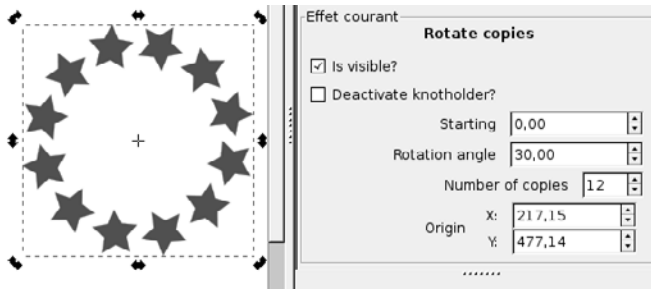 Effet courant
Rotate copies
Is visible?
Deactivate knotholder?
Starting 0,00
Rotation angle 30,00
Number of copies 12
Origin X: 217,15
Y: 477,14